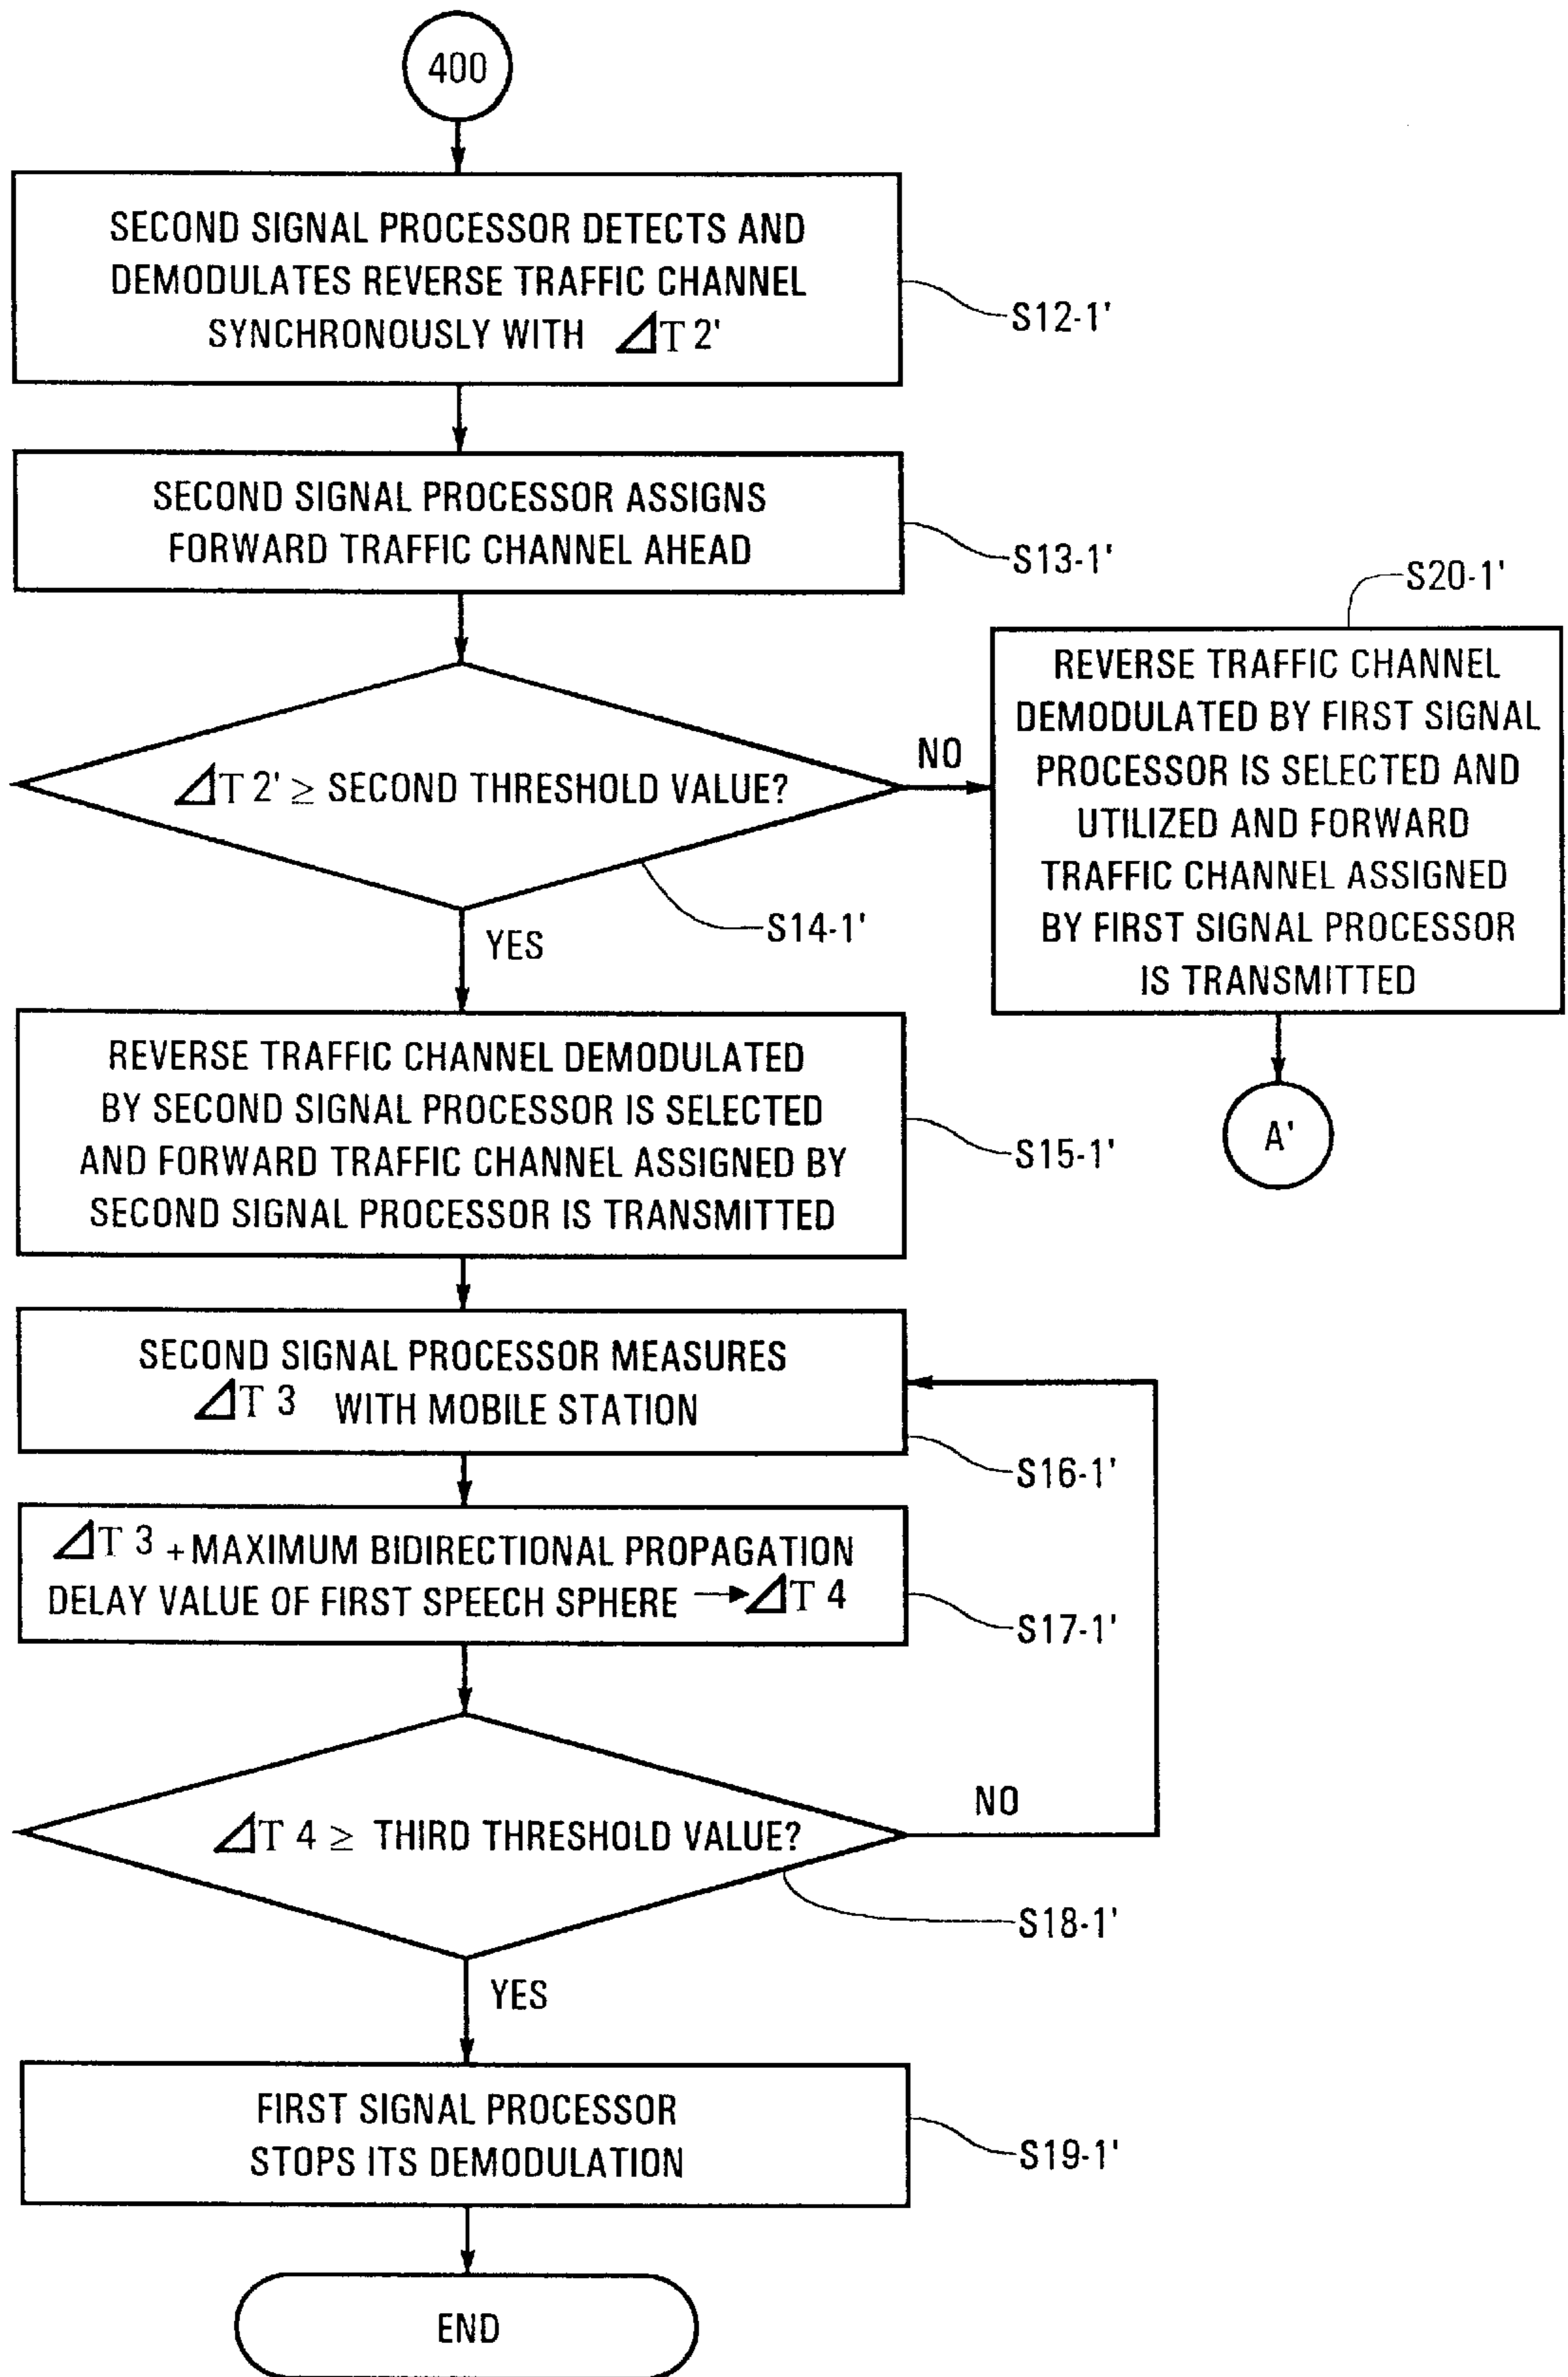 400
SECOND SIGNAL PROCESSOR DETECTS AND
DEMODULATES REVERSE TRAFFIC CHANNEL
SYNCHRONOUSLY WITH ⊿T 2'
S12-1'
SECOND SIGNAL PROCESSOR ASSIGNS
FORWARD TRAFFIC CHANNEL AHEAD
S13-1'
⊿T 2' ≥ SECOND THRESHOLD VALUE?
NO
S14-1'
YES
S20-1'
REVERSE TRAFFIC CHANNEL
DEMODULATED BY FIRST SIGNAL
PROCESSOR IS SELECTED AND
UTILIZED AND FORWARD
TRAFFIC CHANNEL ASSIGNED
BY FIRST SIGNAL PROCESSOR
IS TRANSMITTED
A'
REVERSE TRAFFIC CHANNEL DEMODULATED
BY SECOND SIGNAL PROCESSOR IS SELECTED
AND FORWARD TRAFFIC CHANNEL ASSIGNED BY
SECOND SIGNAL PROCESSOR IS TRANSMITTED
S15-1'
SECOND SIGNAL PROCESSOR MEASURES
⊿T 3 WITH MOBILE STATION
S16-1'
⊿T 3 + MAXIMUM BIDIRECTIONAL PROPAGATION
DELAY VALUE OF FIRST SPEECH SPHERE → ⊿T 4
S17-1'
⊿T 4 ≥ THIRD THRESHOLD VALUE?
NO
S18-1'
YES
FIRST SIGNAL PROCESSOR
STOPS ITS DEMODULATION
S19-1'
END